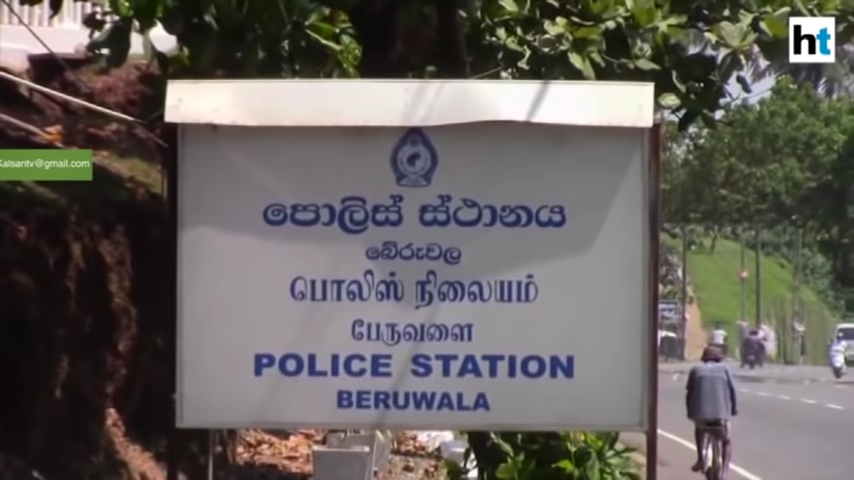 ht
Kalsantv@gmail.com
පොලිස් ස්ථානය
බේරුවල
பொலிஸ் நிலையம்
பேருவளை
POLICE STATION
BERUWALA